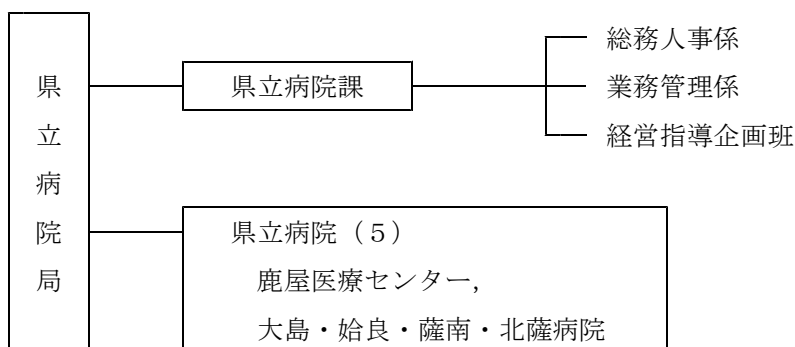 県立病院局
県立病院課
総務人事係
業務管理係
経営指導企画班
県立病院（５）
鹿屋医療センター，
大島・姶良・薩南・北薩病院